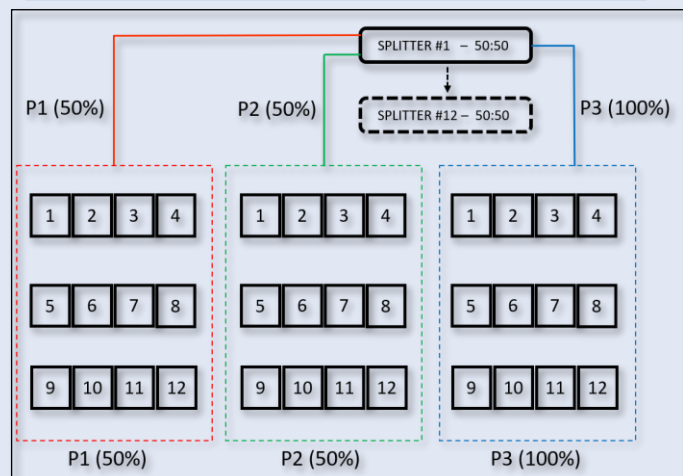 SPLITTER #1 – 50:50
P1 (50%)
P2 (50%)
SPLITTER #12 – 50:50
P3 (100%)
1 2 3 4
5 6 7 8
9 10 11 12
1 2 3 4
5 6 7 8
9 10 11 12
1 2 3 4
5 6 7 8
9 10 11 12
P1 (50%)
P2 (50%)
P3 (100%)